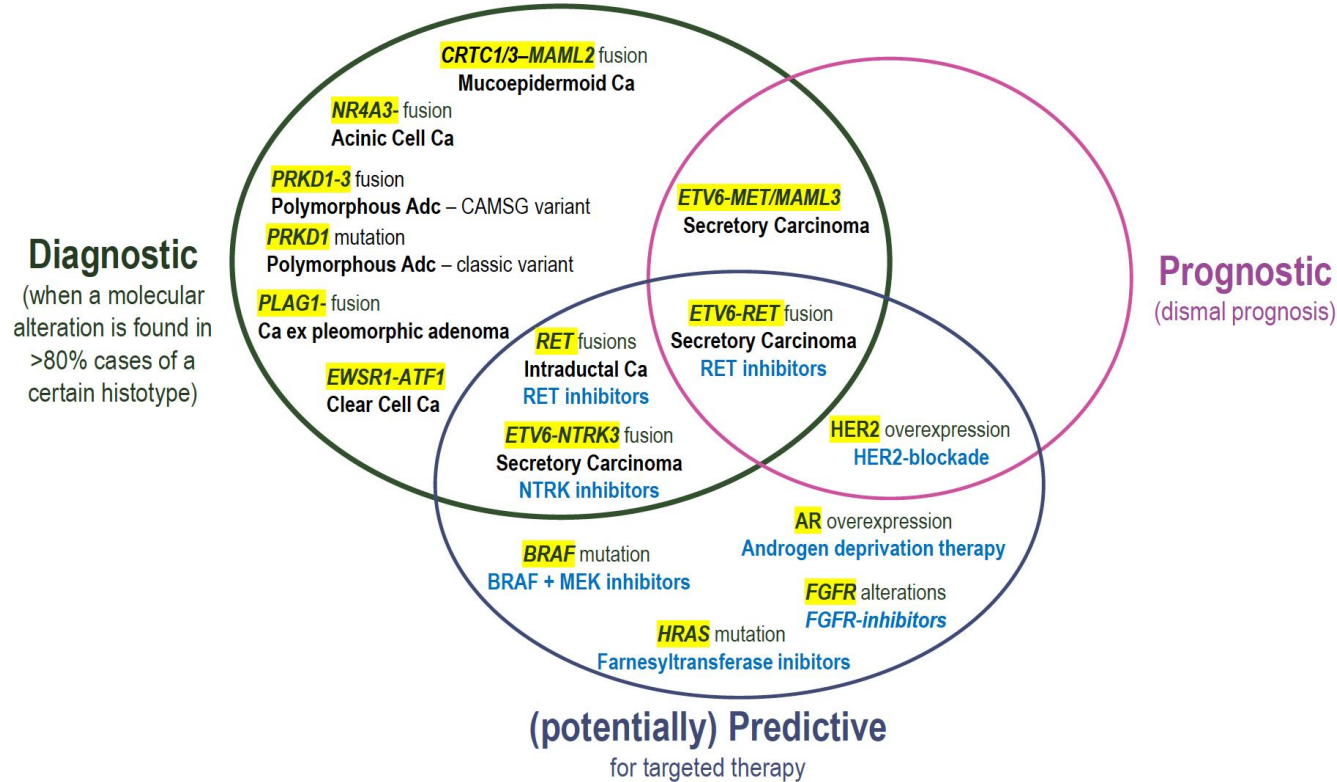 CRTC1/3–MAML2 fusion
Mucoepidermoid Ca
NR4A3- fusion
Acinic Cell Ca
PRKD1-3 fusion
Polymorphous Adc – CAMSG variant
PRKD1 mutation
Polymorphous Adc – classic variant
PLAG1- fusion
Ca ex pleomorphic adenoma
EWSR1-ATF1
Clear Cell Ca
Diagnostic
(when a molecular
alteration is found in
>80% cases of a
certain histotype)
ETV6-MET/MAML3
Secretory Carcinoma
Prognostic
(dismal prognosis)
ETV6-RET fusion
Secretory Carcinoma
RET inhibitors
RET fusions
Intraductal Ca
RET inhibitors
ETV6-NTRK3 fusion
Secretory Carcinoma
NTRK inhibitors
HER2 overexpression
HER2-blockade
AR overexpression
Androgen deprivation therapy
BRAF mutation
BRAF + MEK inhibitors
FGFR alterations
FGFR-inhibitors
HRAS mutation
Farnesyltransferase inibitors
(potentially) Predictive
for targeted therapy